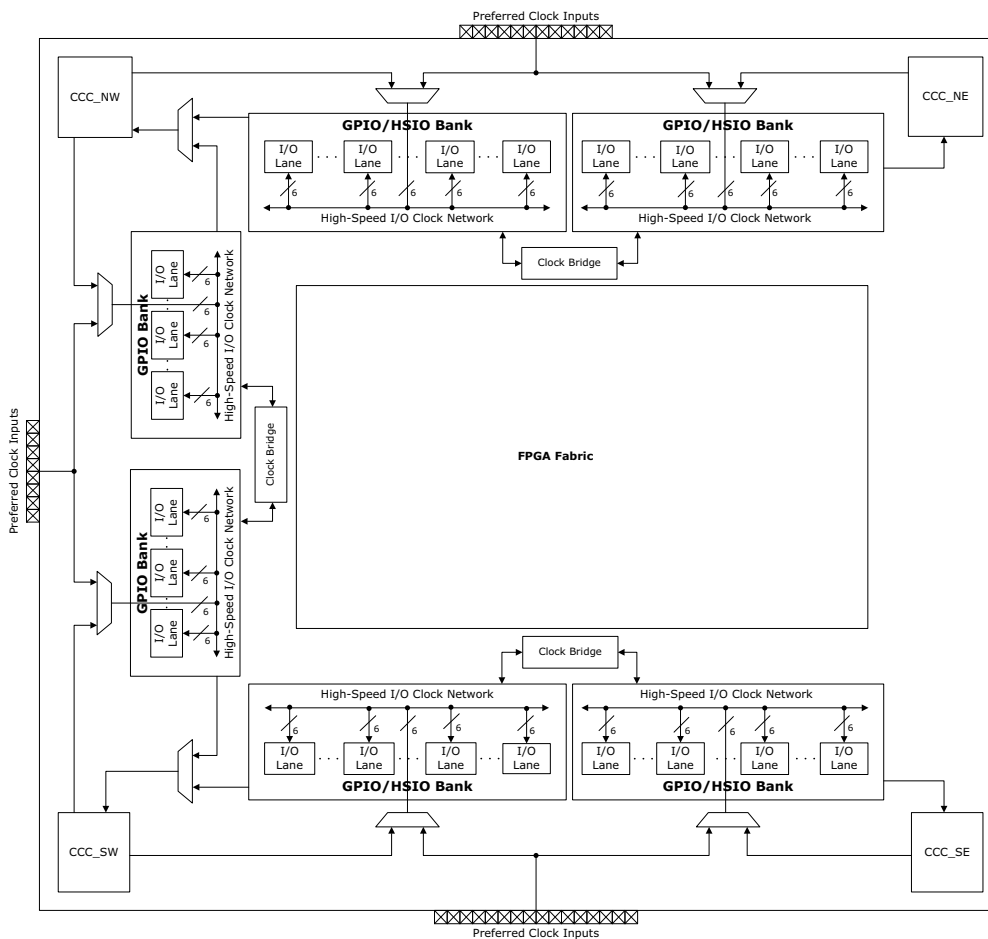 Preferred Clock Inputs
CCC_NW
CCC_NE
GPIO/HSIO Bank
I/O
Lane
. . .
I/O
Lane
. . .
I/O
Lane
. . .
I/O
Lane
6
6
6
6
6
High-Speed I/O Clock Network
GPIO/HSIO Bank
I/O
Lane
. . .
I/O
Lane
. . .
I/O
Lane
. . .
I/O
Lane
6
6
6
6
6
High-Speed I/O Clock Network
Clock Bridge
GPIO Bank
I/O
Lane
. . .
I/O
Lane
. . .
I/O
Lane
6
6
6
6
High-Speed I/O Clock Network
Clock Bridge
FPGA Fabric
Preferred Clock Inputs
GPIO Bank
I/O
Lane
. . .
I/O
Lane
. . .
I/O
Lane
6
6
6
6
High-Speed I/O Clock Network
Clock Bridge
High-Speed I/O Clock Network
6
6
6
6
6
I/O
Lane
. . .
I/O
Lane
. . .
I/O
Lane
. . .
I/O
Lane
GPIO/HSIO Bank
High-Speed I/O Clock Network
6
6
6
6
6
I/O
Lane
. . .
I/O
Lane
. . .
I/O
Lane
. . .
I/O
Lane
GPIO/HSIO Bank
CCC_SW
CCC_SE
Preferred Clock Inputs